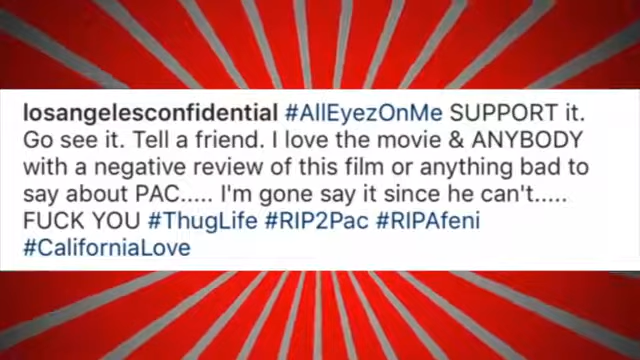 losangelesconfidential #AllEyezOnMe SUPPORT it.
Go see it. Tell a friend. I love the movie & ANYBODY
with a negative review of this film or anything bad to
say about PAC..... I'm gone say it since he can't.....
FUCK YOU #ThugLife #RIP2Pac #RIPAfeni
#CaliforniaLove